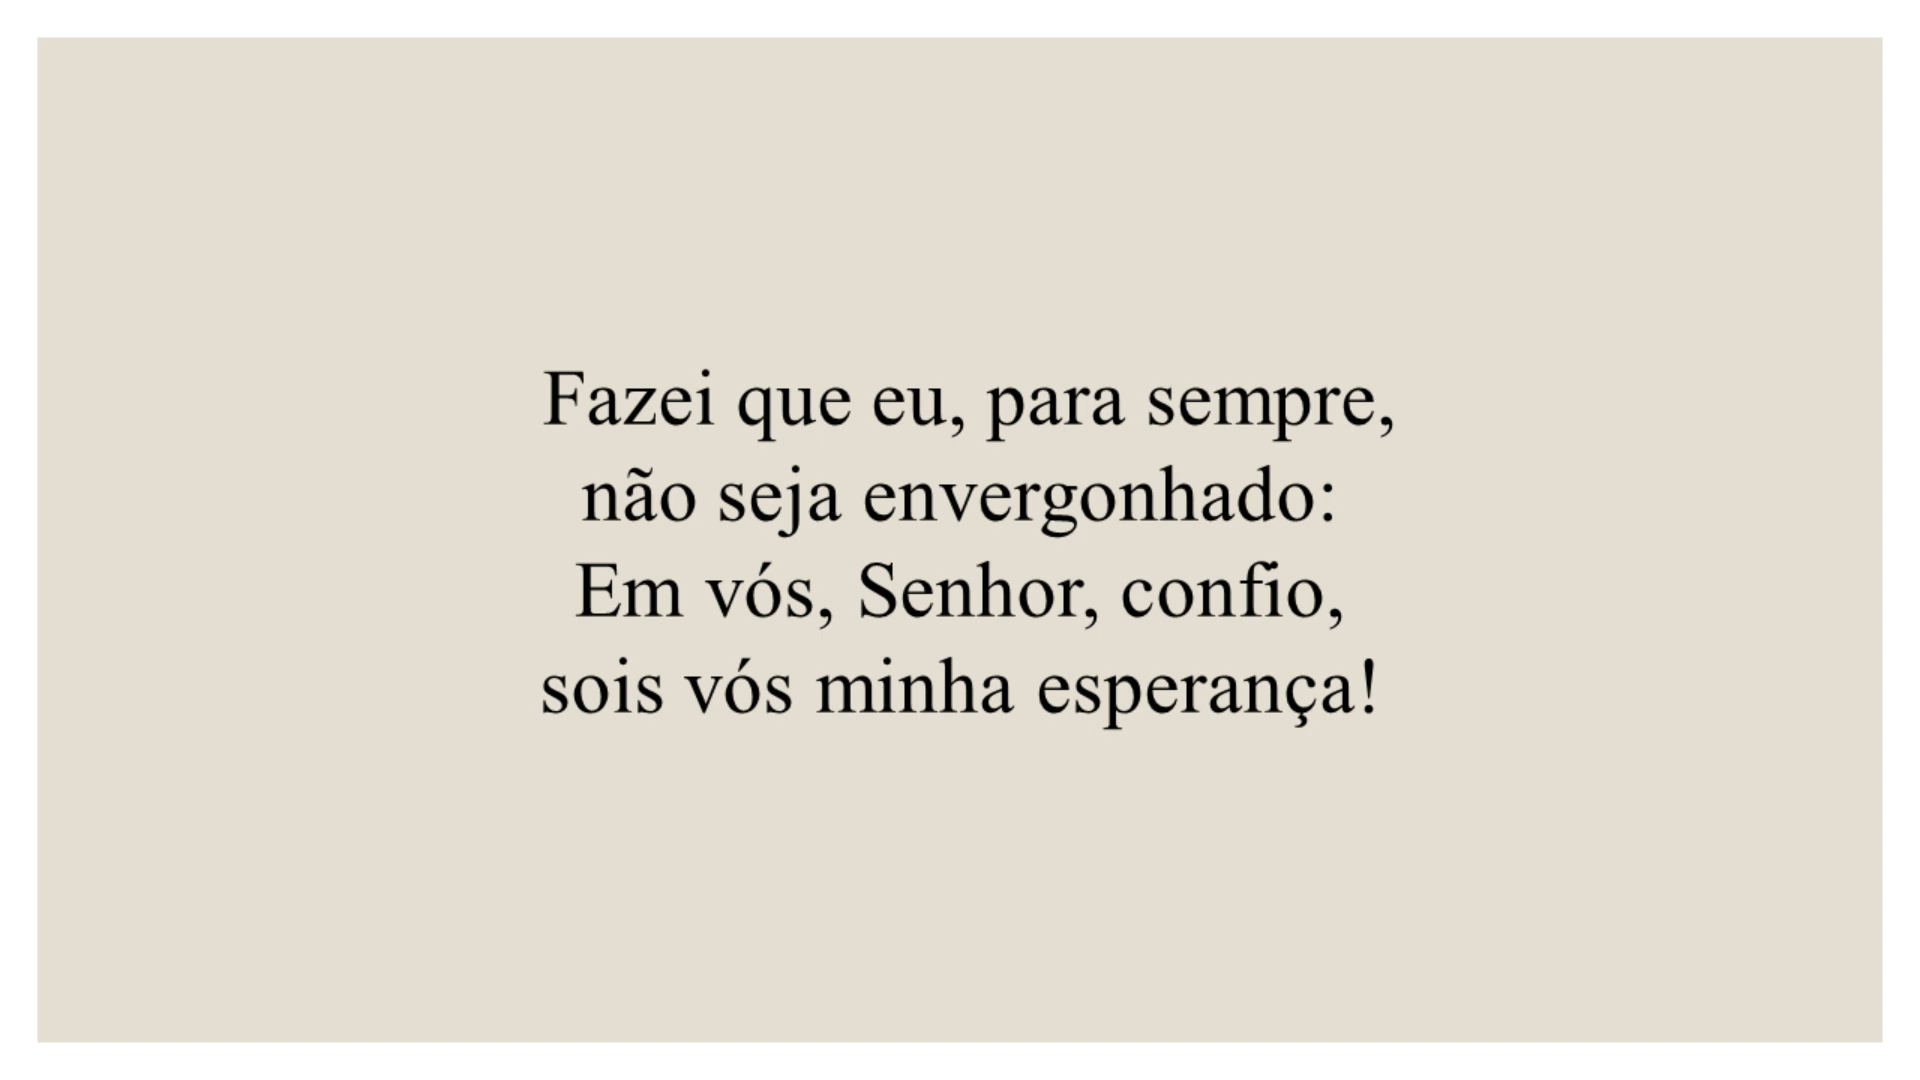 Fazei que eu, para sempre,
não seja envergonhado:
Em vós, Senhor, confio,
sois vós minha esperança!